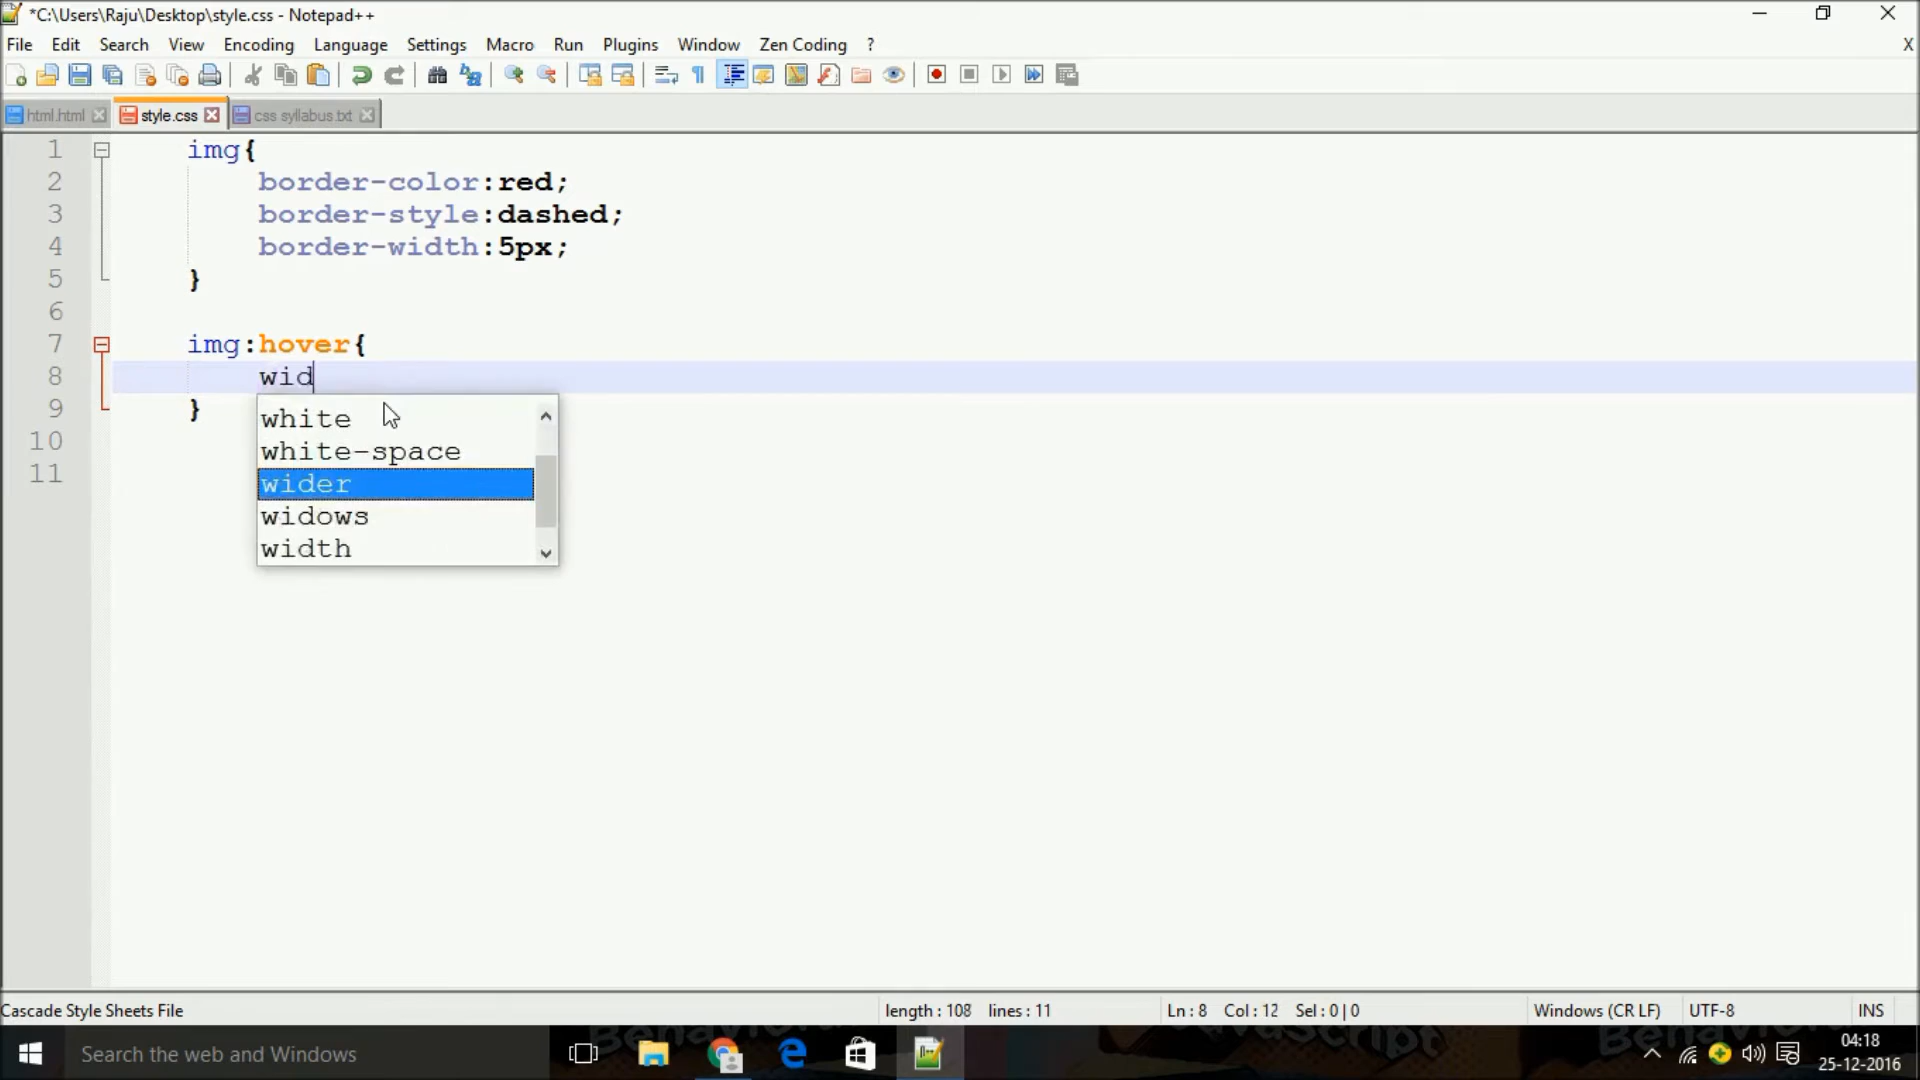 *C:\Users\Raju\Desktop\style.css - Notepad++
File Edit Search View Encoding Language Settings Macro Run Plugins Window Zen Coding ? X
html.html style.css css syllabus.txt
1 img{
2 border-color:red;
3 border-style:dashed;
4 border-width:5px;
5 }
6
7 img:hover{
8 wid
9 }
10
11
white
white-space
wider
widows
width
Cascade Style Sheets File length : 108 lines : 11 Ln : 8 Col : 12 Sel : 0 | 0 Windows (CR LF) UTF-8 INS
Search the web and Windows
04:18
25-12-2016